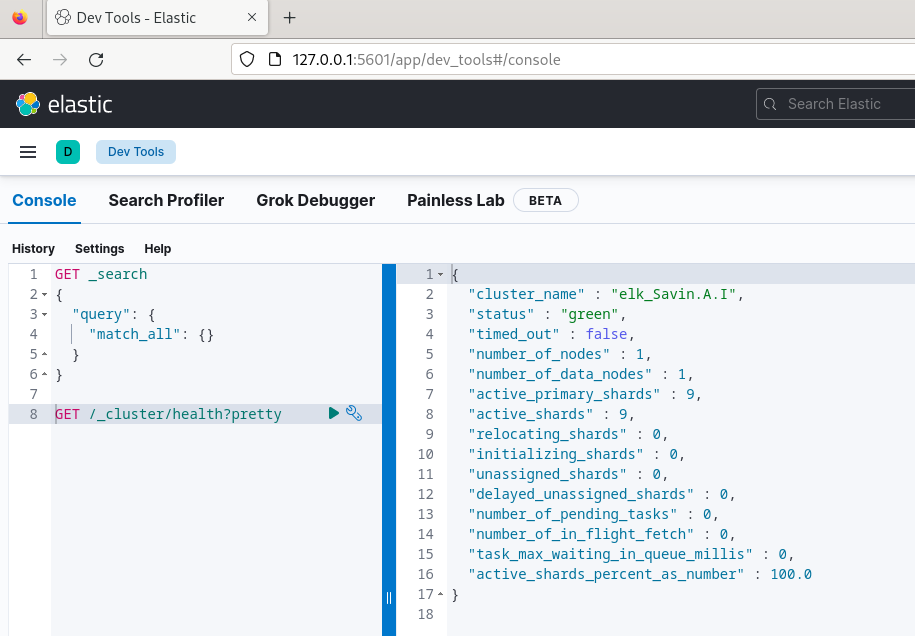 Dev Tools - Elastic
127.0.0.1:5601/app/dev_tools#/console
elastic
Search Elastic
D
Dev Tools
Console
Search Profiler
Grok Debugger
Painless Lab
BETA
History
Settings
Help
1 GET _search
2 {
3   "query": {
4     "match_all": {}
5   }
6 }
7
8 GET /_cluster/health?pretty
1 {
2   "cluster_name" : "elk_Savin.A.I",
3   "status" : "green",
4   "timed_out" : false,
5   "number_of_nodes" : 1,
6   "number_of_data_nodes" : 1,
7   "active_primary_shards" : 9,
8   "active_shards" : 9,
9   "relocating_shards" : 0,
10   "initializing_shards" : 0,
11   "unassigned_shards" : 0,
12   "delayed_unassigned_shards" : 0,
13   "number_of_pending_tasks" : 0,
14   "number_of_in_flight_fetch" : 0,
15   "task_max_waiting_in_queue_millis" : 0,
16   "active_shards_percent_as_number" : 100.0
17 }
18